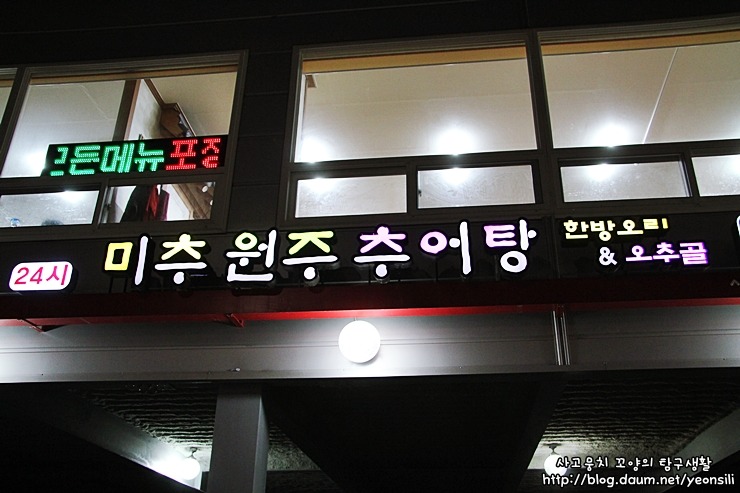 모든메뉴포장
24시
미추 원주 추어탕
한방오리
& 오추골
사고뭉치 꼬양의 탐구생활
http://blog.daum.net/yeonsili